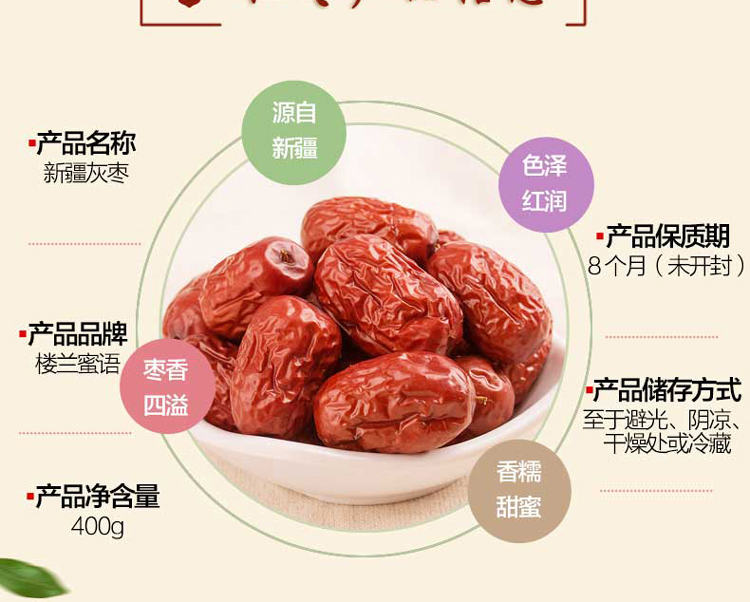 源自
新疆
色泽
红润
枣香
四溢
香糯
甜蜜
▪产品名称
新疆灰枣
▪产品品牌
楼兰蜜语
▪产品净含量
400g
▪产品保质期
8个月（未开封）
▪产品储存方式
至于避光、阴凉、
干燥处或冷藏